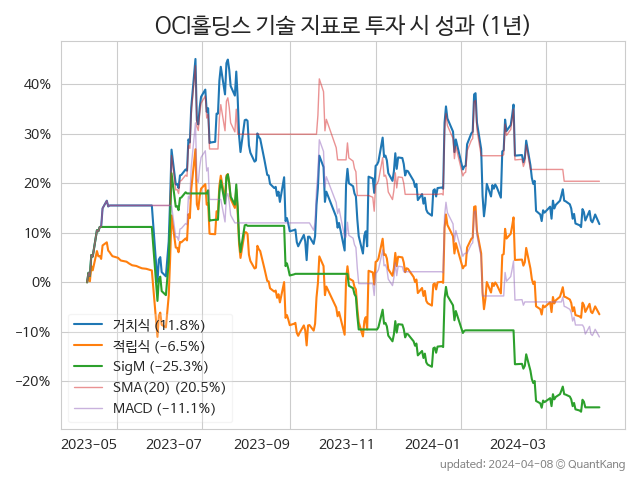 OCI홀딩스 기술 지표로 투자 시 성과 (1년)
40%
30%
20%
10%
0%
−10%
−20%
거치식 (11.8%)
적립식 (−6.5%)
SigM (−25.3%)
SMA(20) (20.5%)
MACD (−11.1%)
2023-05 2023-07 2023-09 2023-11 2024-01 2024-03
updated: 2024-04-08 © QuantKang